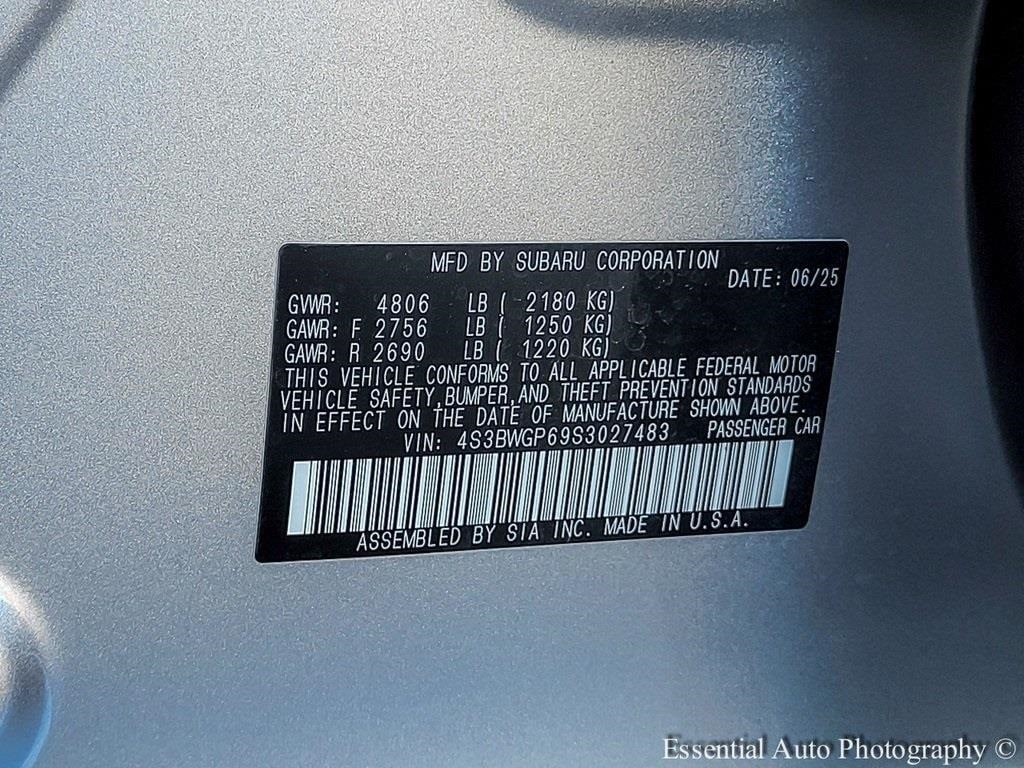 MFD BY SUBARU CORPORATION
DATE: 06/25
GVWR: 4806 LB ( 2180 KG)
GAWR: F 2756 LB ( 1250 KG)
GAWR: R 2690 LB ( 1220 KG)
THIS VEHICLE CONFORMS TO ALL APPLICABLE FEDERAL MOTOR
VEHICLE SAFETY, BUMPER, AND THEFT PREVENTION STANDARDS
IN EFFECT ON THE DATE OF MANUFACTURE SHOWN ABOVE.
VIN: 4S3BWGP69S3027483 PASSENGER CAR
ASSEMBLED BY SIA INC. MADE IN U.S.A.
Essential Auto Photography ©